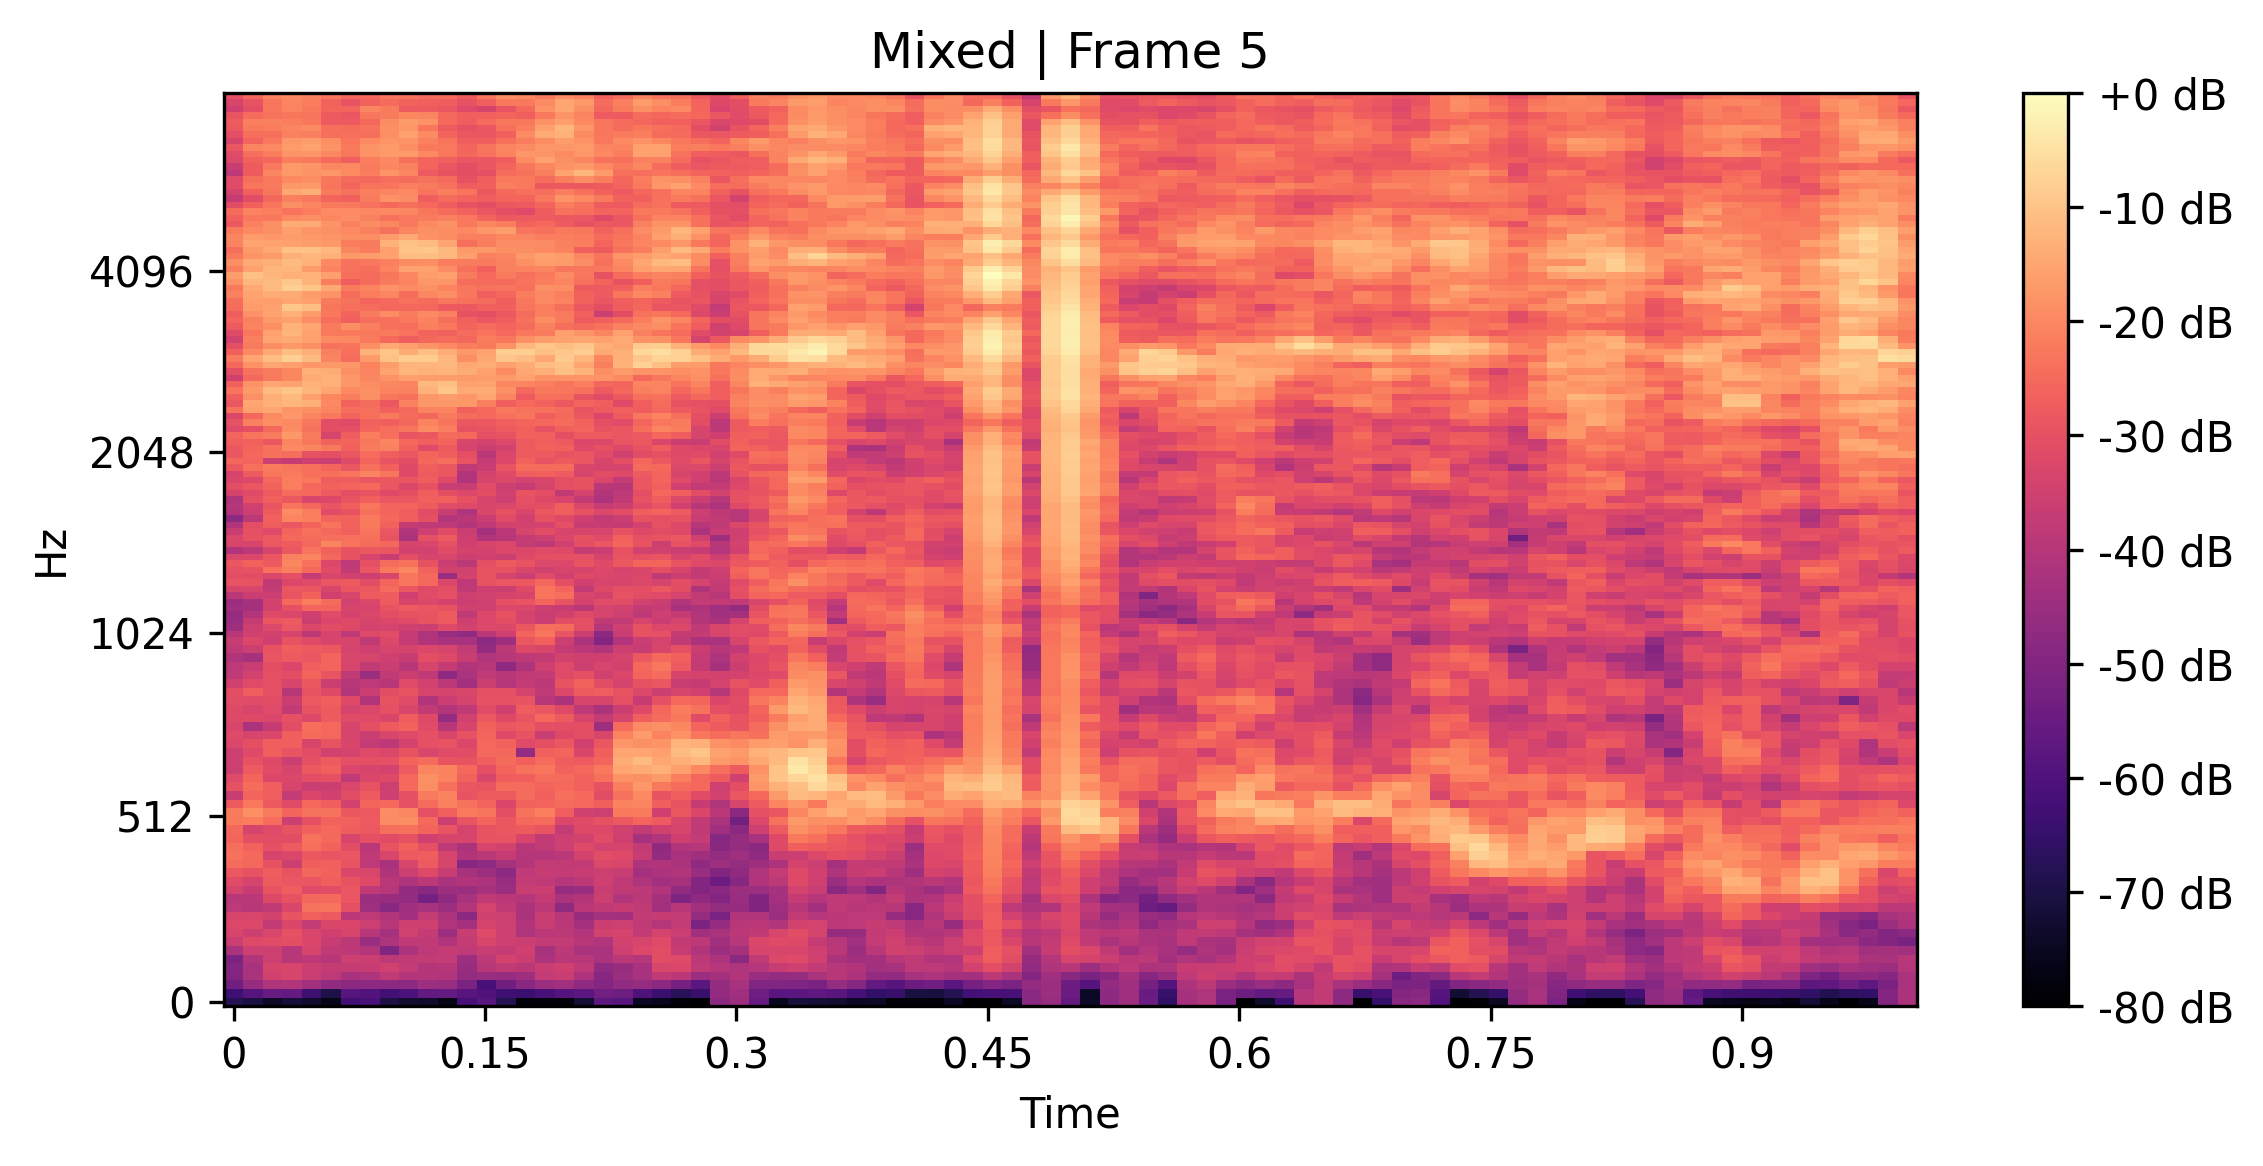 Mixed | Frame 5
Hz
4096
2048
1024
512
0
0 0.15 0.3 0.45 0.6 0.75 0.9
Time
+0 dB
-10 dB
-20 dB
-30 dB
-40 dB
-50 dB
-60 dB
-70 dB
-80 dB